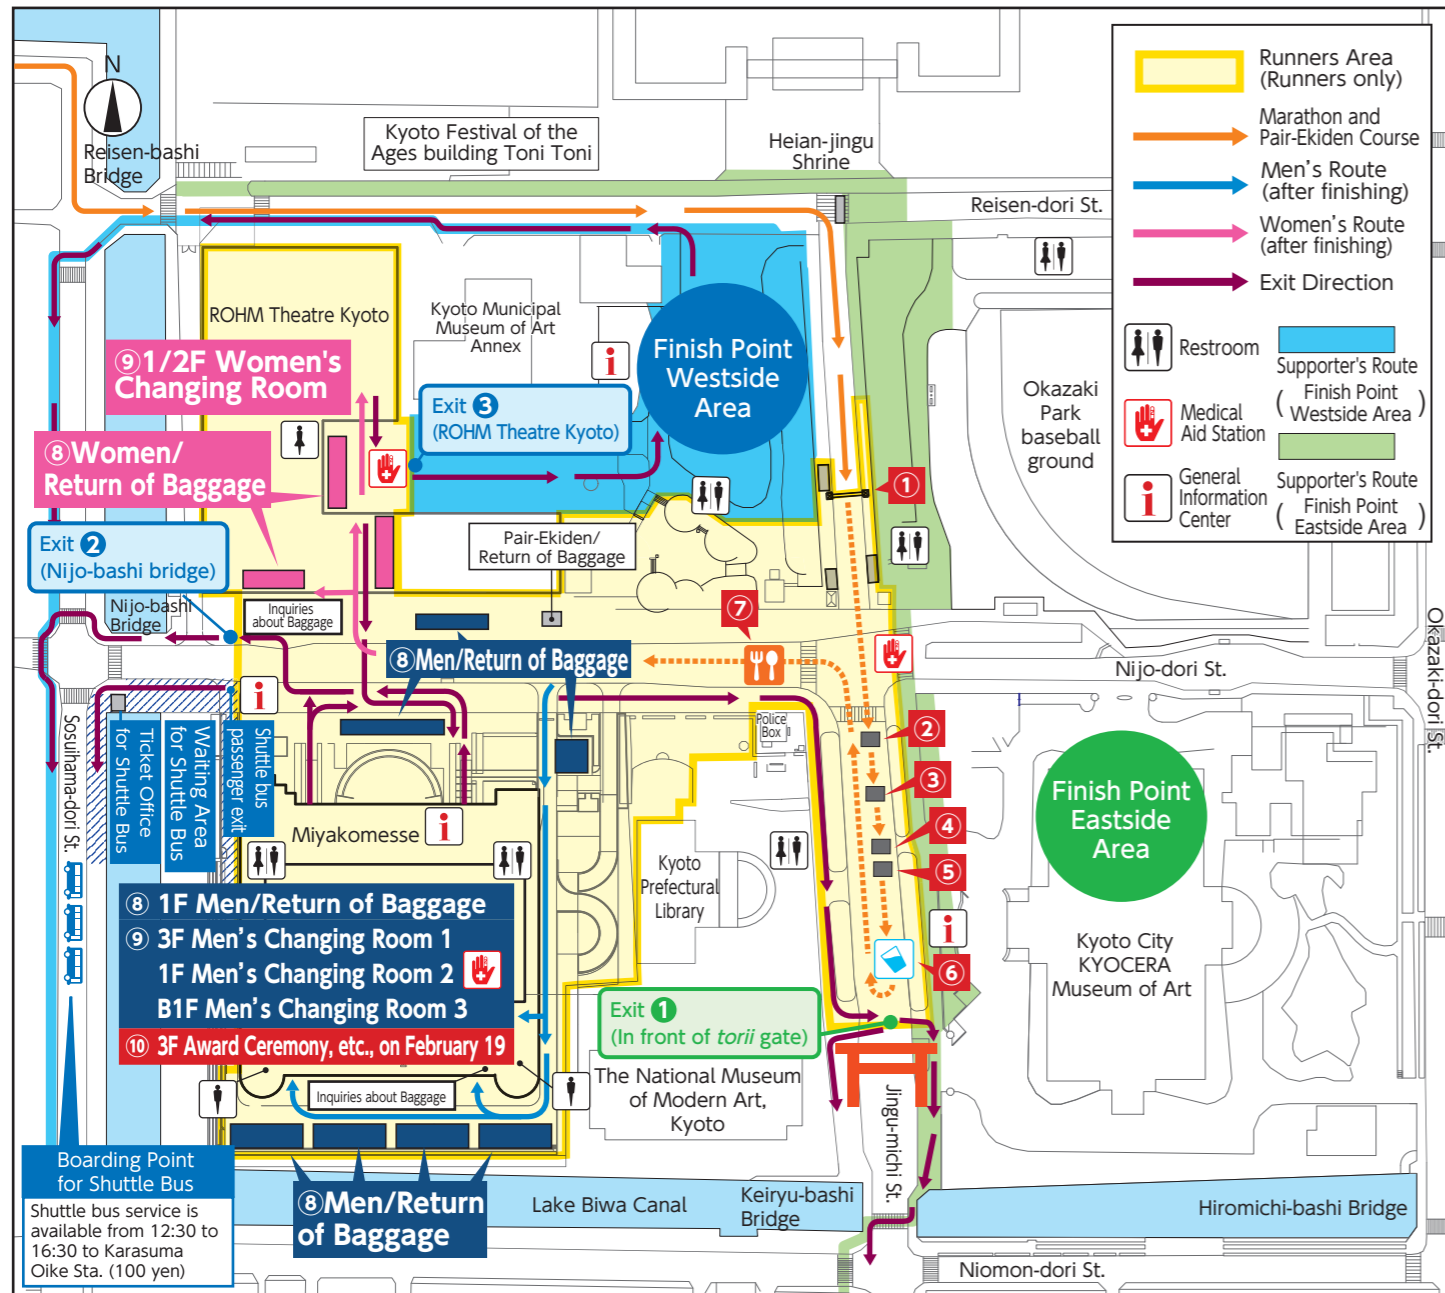 N
Reisen-bashi
Bridge
Kyoto Festival of the
Ages building Toni Toni
Heian-jingu
Shrine
Reisen-dori St.
Runners Area
(Runners only)
Marathon and
Pair-Ekiden Course
Men's Route
(after finishing)
Women's Route
(after finishing)
Exit Direction
Restroom
Supporter's Route
( Finish Point
Westside Area )
Medical
Aid Station
i General
Information
Center
Supporter's Route
( Finish Point
Eastside Area )
ROHM Theatre Kyoto
Kyoto Municipal
Museum of Art
Annex
i
Finish Point
Westside
Area
⑨1/2F Women's
Changing Room
Exit ❸
(ROHM Theatre Kyoto)
Okazaki
Park
baseball
ground
⑧Women/
Return of Baggage
①
Exit ❷
(Nijo-bashi bridge)
Pair-Ekiden/
Return of Baggage
Nijo-bashi
Bridge
Inquiries
about Baggage
⑦
⑧Men/Return of Baggage
Nijo-dori St.
Okazaki-dori St.
i
Sosuihama-dori St.
Ticket Office
for Shuttle Bus
Waiting Area
for Shuttle Bus
Shuttle bus
passenger exit
Police
Box
②
③
④
⑤
Finish Point
Eastside
Area
Miyakomesse
i
Kyoto
Prefectural
Library
⑧ 1F Men/Return of Baggage
⑨ 3F Men's Changing Room 1
1F Men's Changing Room 2
B1F Men's Changing Room 3
⑩ 3F Award Ceremony, etc., on February 19
i
⑥
Kyoto City
KYOCERA
Museum of Art
Exit ❶
(In front of torii gate)
Inquiries about Baggage
The National Museum
of Modern Art,
Kyoto
Jingu-michi St.
Boarding Point
for Shuttle Bus
Shuttle bus service is
available from 12:30 to
16:30 to Karasuma
Oike Sta. (100 yen)
⑧Men/Return
of Baggage
Lake Biwa Canal
Keiryu-bashi
Bridge
Hiromichi-bashi Bridge
Niomon-dori St.